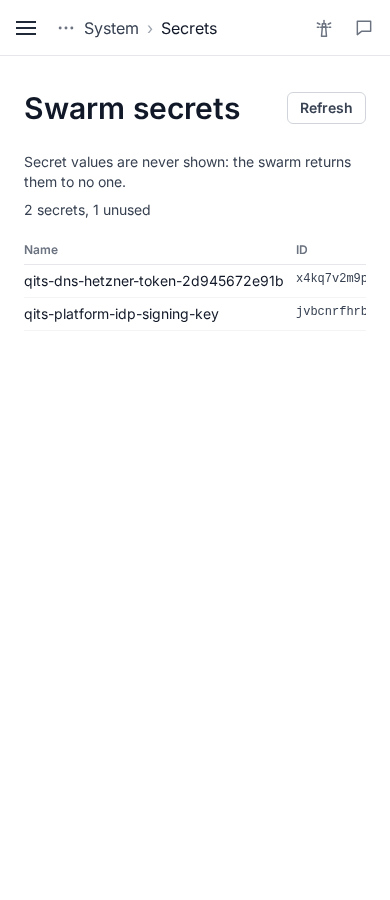 System › Secrets
Swarm secrets
Refresh
Secret values are never shown: the swarm returns
them to no one.
2 secrets, 1 unused
Name ID
qits-dns-hetzner-token-2d945672e91b x4kq7v2m9p
qits-platform-idp-signing-key jvbcnrfhrb